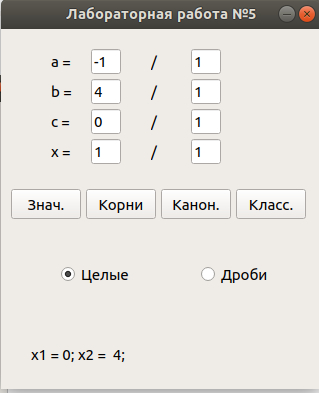 Лабораторная работа №5
a = -1 / 1
b = 4 / 1
c = 0 / 1
x = 1 / 1
Знач. Корни Канон. Класс.
Целые Дроби
x1 = 0; x2 = 4;